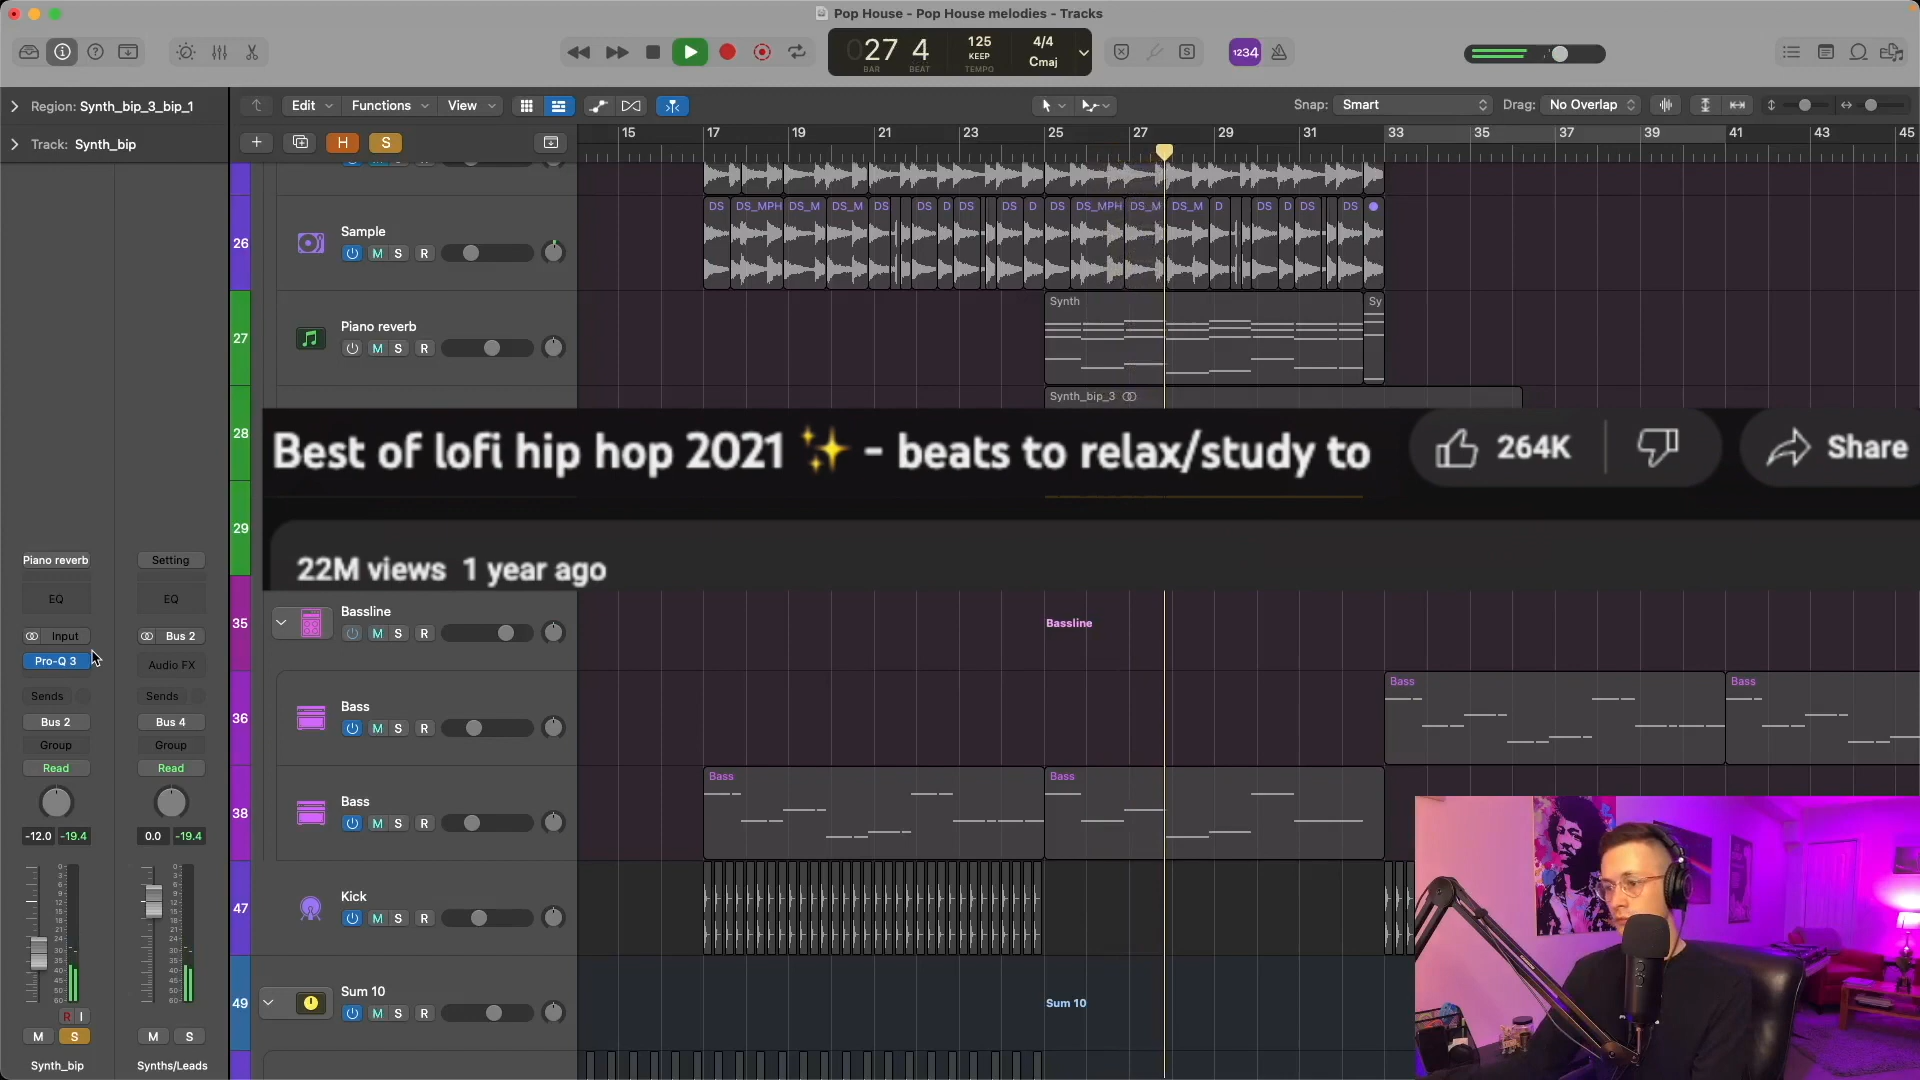 Pop House - Pop House melodies - Tracks
027 4
BAR BEAT
125
KEEP
TEMPO
4/4
Cmaj
1234
Region: Synth_bip_3_bip_1
Track: Synth_bip
Edit Functions View
Snap: Smart Drag: No Overlap
H S
15 17 19 21 23 25 27 29 31 33 35 37 39 41 43 45
DS DS_MPH DS_M DS_M DS DS D DS DS D DS DS_MPH DS_M DS_M D DS D DS DS
26 Sample
M S R
Synth Sy
27 Piano reverb
M S R
Synth_bip_3
28
Best of lofi hip hop 2021 ✨ - beats to relax/study to 264K Share
29
22M views 1 year ago
Piano reverb Setting
EQ EQ
Input Bus 2
Pro-Q 3 Audio FX
Sends Sends
Bus 2 Bus 4
Group Group
Read Read
-12.0 -19.4 0.0 -19.4
R I
M S M S
Synth_bip Synths/Leads
35 Bassline
M S R
Bassline
36 Bass
M S R
Bass Bass
38 Bass
M S R
Bass Bass
47 Kick
M S R
49 Sum 10
M S R
Sum 10